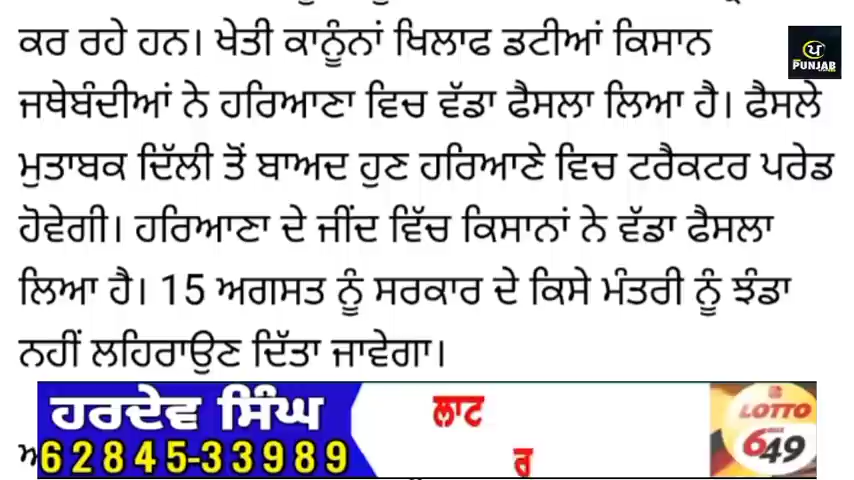 ਕਰ ਰਹੇ ਹਨ। ਖੇਤੀ ਕਾਨੂੰਨਾਂ ਖਿਲਾਫ ਡਟੀਆਂ ਕਿਸਾਨ
ਜਥੇਬੰਦੀਆਂ ਨੇ ਹਰਿਆਣਾ ਵਿਚ ਵੱਡਾ ਫੈਸਲਾ ਲਿਆ ਹੈ। ਫੈਸਲੇ
ਮੁਤਾਬਕ ਦਿੱਲੀ ਤੋਂ ਬਾਅਦ ਹੁਣ ਹਰਿਆਣੇ ਵਿਚ ਟਰੈਕਟਰ ਪਰੇਡ
ਹੋਵੇਗੀ। ਹਰਿਆਣਾ ਦੇ ਜੀਂਦ ਵਿੱਚ ਕਿਸਾਨਾਂ ਨੇ ਵੱਡਾ ਫੈਸਲਾ
ਲਿਆ ਹੈ। 15 ਅਗਸਤ ਨੂੰ ਸਰਕਾਰ ਦੇ ਕਿਸੇ ਮੰਤਰੀ ਨੂੰ ਝੰਡਾ
ਨਹੀਂ ਲਹਿਰਾਉਣ ਦਿੱਤਾ ਜਾਵੇਗਾ।
ਪ
PUNJAB
ਹਰਦੇਵ ਸਿੰਘ
62845-33989
ਲਾਟ
ਰ
LOTTO
649